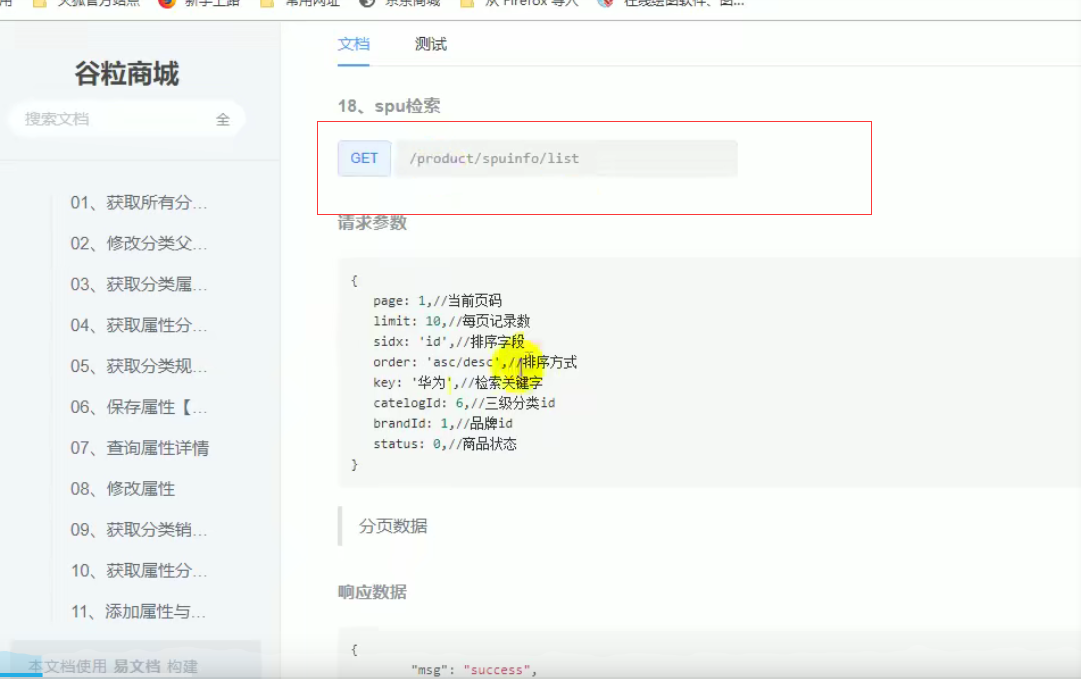 用 火狐官方站点 新手上路 常用网址 京东商城 从 Firefox 导入 在线绘图软件、图...
谷粒商城
搜索文档 全
01、获取所有分...
02、修改分类父...
03、获取分类属...
04、获取属性分...
05、获取分类规...
06、保存属性【...
07、查询属性详情
08、修改属性
09、获取分类销...
10、获取属性分...
11、添加属性与...
本文档使用 易文档 构建
文档 测试
18、spu检索
GET /product/spuinfo/list
请求参数
{
page: 1,//当前页码
limit: 10,//每页记录数
sidx: 'id',//排序字段
order: 'asc/desc',//排序方式
key: '华为',//检索关键字
catelogId: 6,//三级分类id
brandId: 1,//品牌id
status: 0,//商品状态
}
分页数据
响应数据
{
"msg": "success",